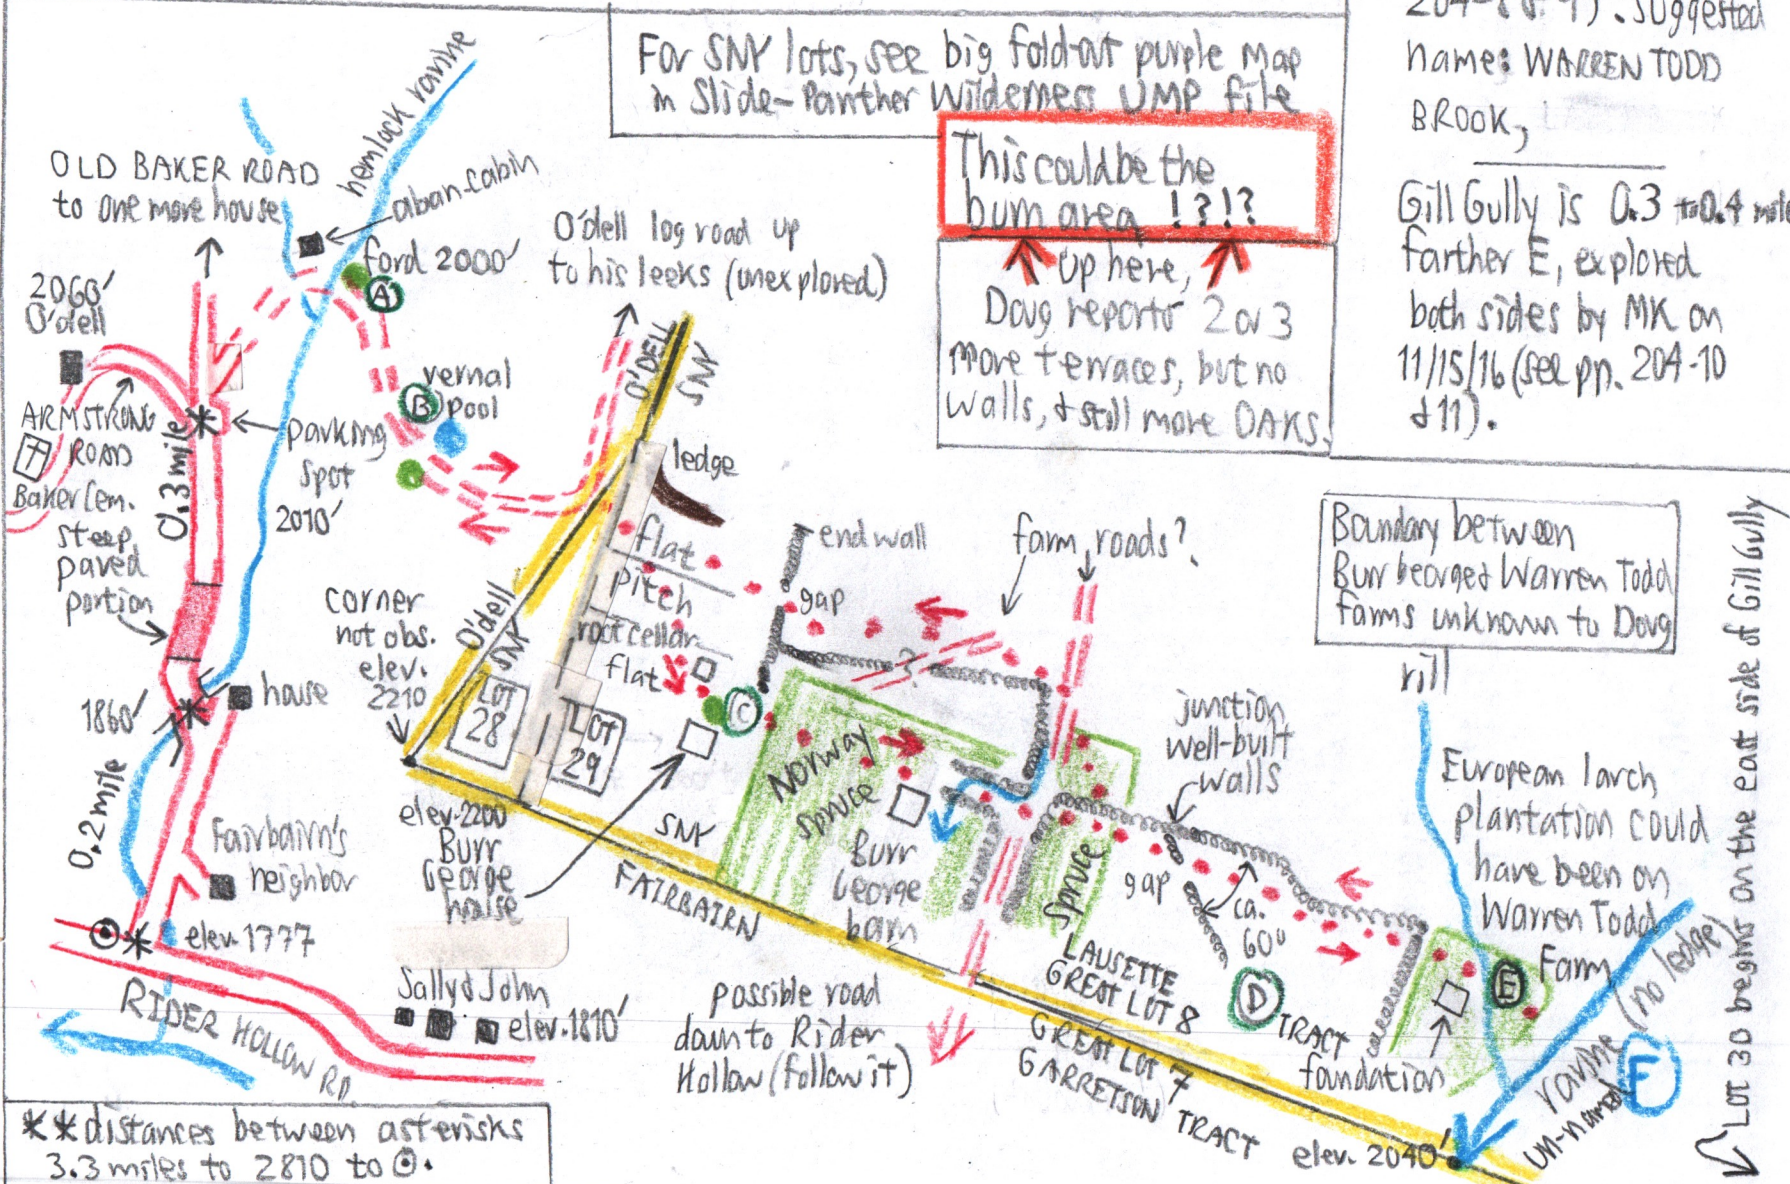 For SNY lots, see big fold-out purple map
in Slide-Panther Wilderness UMP file
This could be the
burn area !?!?
up here,
Doug reports 2 or 3
more terraces, but no
walls, & still more OAKS.
Suggested
name: WARREN TODD
BROOK,
Gill Gully is 0.3 to 0.4 mile
farther E, explored
both sides by MK on
11/15/16 (see pp. 204-10
& 11).
hemlock ravine
OLD BAKER ROAD
to one more house
aban. cabin
ford 2000'
A
2060'
O'dell
O'dell log road up
to his leeks (unexplored)
vernal
pool
B
ARMSTRONG
ROAD
Baker Cem.
0.3 mile
parking
spot
2010'
steep
paved
portion
O'DELL
SNY
ledge
flat
pitch
root cellar
flat
end wall
gap
farm roads?
?
Boundary between
Burr George & Warren Todd
farms unknown to Doug
rill
corner
not obs.
elev.
2210
O'dell
SNY
LOT
28
LOT
29
C
1860'
house
0.2 mile
Fairbairn's
neighbor
elev. 2200
Burr
George
house
SNY
FAIRBAIRN
Norway
spruce
Burr
George
barn
Spruce
junction
well-built
walls
gap
ca.
60°
European larch
plantation could
have been on
Warren Todd
Farm
E
LAUSETTE
GREAT LOT 8
TRACT
D
GREAT LOT 7
GARRETSON TRACT
foundation
elev. 2040'
ravine (no ledge)
un-named
F
Lot 30 begins on the east side of Gill Gully
elev. 1777
RIDER HOLLOW RD.
Sally & John
elev. 1810'
possible road
down to Rider
Hollow (follow it)
** distances between asterisks
3.3 miles to 2810 to ⊙.